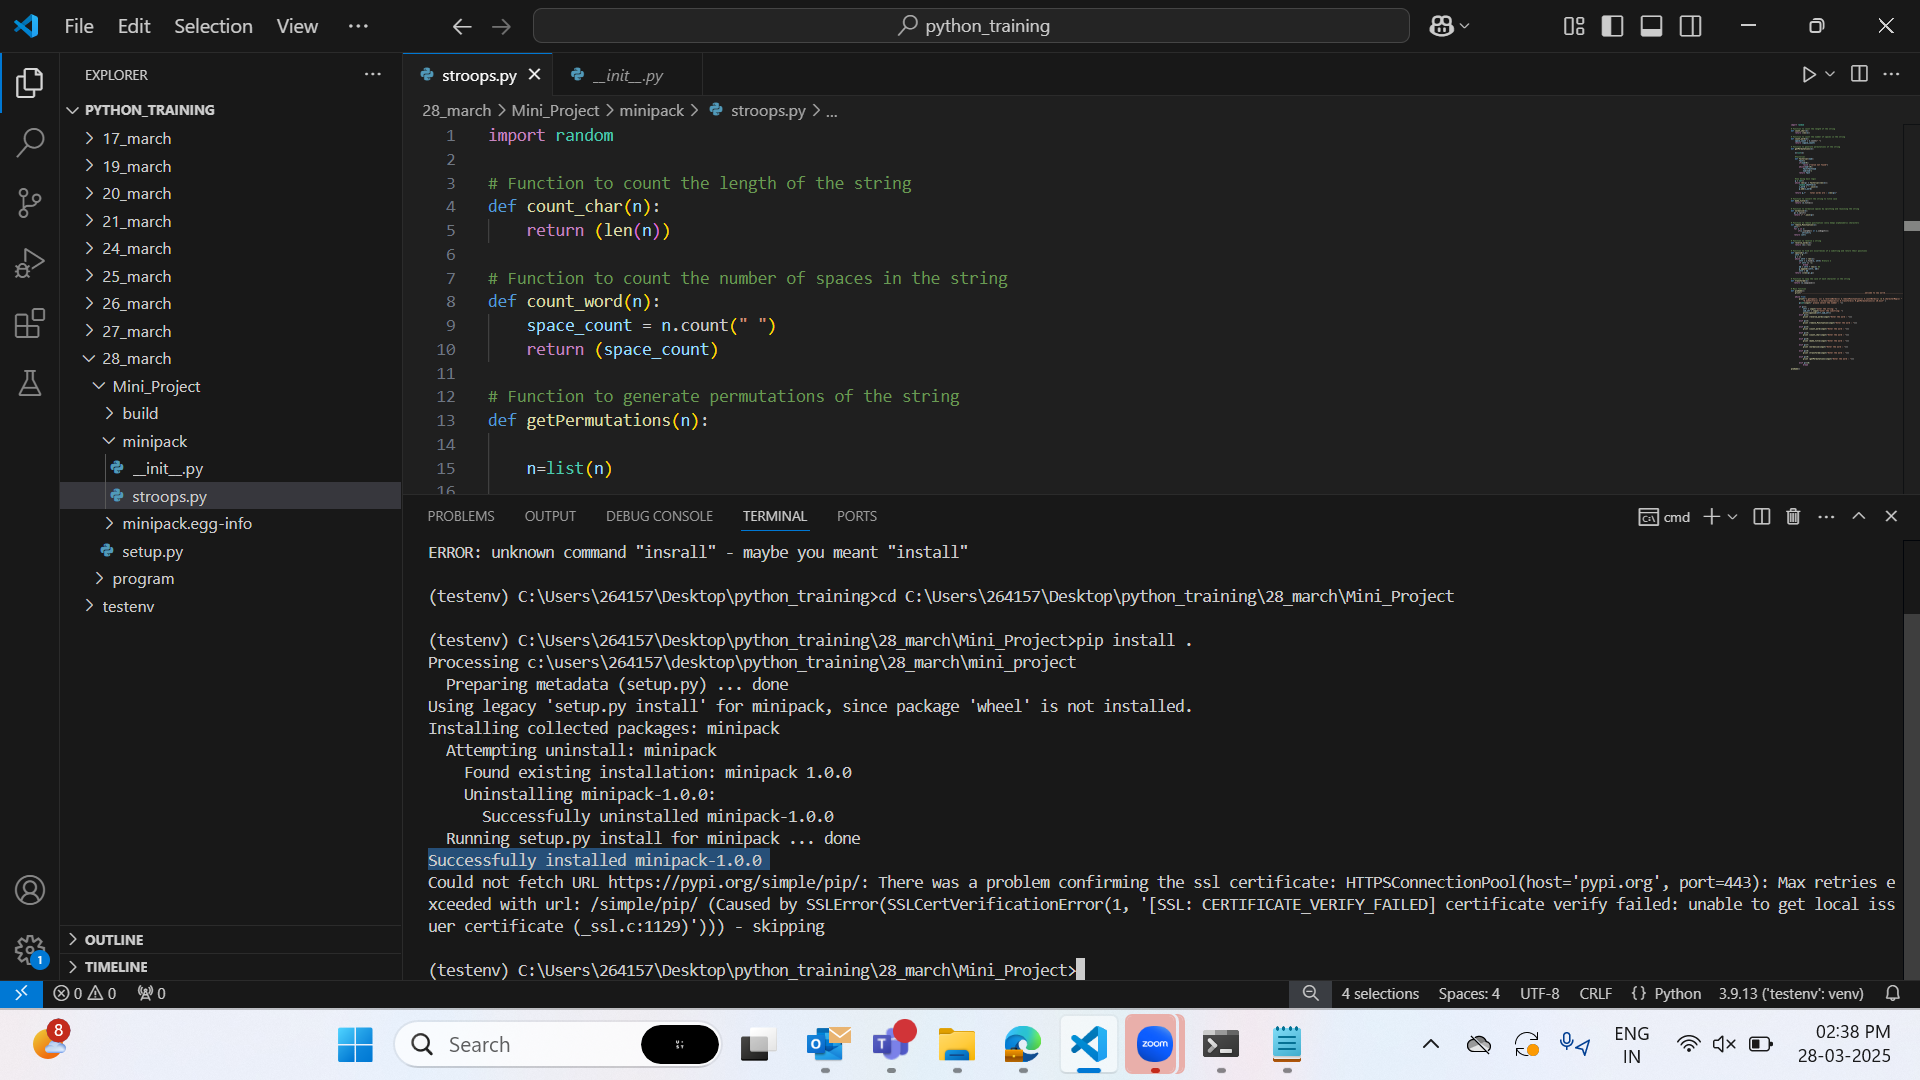 File Edit Selection View ···
python_training
EXPLORER
PYTHON_TRAINING
17_march
19_march
20_march
21_march
24_march
25_march
26_march
27_march
28_march
Mini_Project
build
minipack
__init__.py
stroops.py
minipack.egg-info
setup.py
program
testenv
OUTLINE
TIMELINE
stroops.py
__init__.py
28_march > Mini_Project > minipack > stroops.py > ...
1 import random
2
3 # Function to count the length of the string
4 def count_char(n):
5 return (len(n))
6
7 # Function to count the number of spaces in the string
8 def count_word(n):
9 space_count = n.count(" ")
10 return (space_count)
11
12 # Function to generate permutations of the string
13 def getPermutations(n):
14
15 n=list(n)
16
PROBLEMS OUTPUT DEBUG CONSOLE TERMINAL PORTS
cmd
ERROR: unknown command "insrall" - maybe you meant "install"
(testenv) C:\Users\264157\Desktop\python_training>cd C:\Users\264157\Desktop\python_training\28_march\Mini_Project
(testenv) C:\Users\264157\Desktop\python_training\28_march\Mini_Project>pip install .
Processing c:\users\264157\desktop\python_training\28_march\mini_project
Preparing metadata (setup.py) ... done
Using legacy 'setup.py install' for minipack, since package 'wheel' is not installed.
Installing collected packages: minipack
Attempting uninstall: minipack
Found existing installation: minipack 1.0.0
Uninstalling minipack-1.0.0:
Successfully uninstalled minipack-1.0.0
Running setup.py install for minipack ... done
Successfully installed minipack-1.0.0
Could not fetch URL https://pypi.org/simple/pip/: There was a problem confirming the ssl certificate: HTTPSConnectionPool(host='pypi.org', port=443): Max retries e
xceeded with url: /simple/pip/ (Caused by SSLError(SSLCertVerificationError(1, '[SSL: CERTIFICATE_VERIFY_FAILED] certificate verify failed: unable to get local iss
uer certificate (_ssl.c:1129)'))) - skipping
(testenv) C:\Users\264157\Desktop\python_training\28_march\Mini_Project>
1
0 0 0
4 selections Spaces: 4 UTF-8 CRLF {} Python 3.9.13 ('testenv': venv)
8
Search
zoom
ENG
IN
02:38 PM
28-03-2025